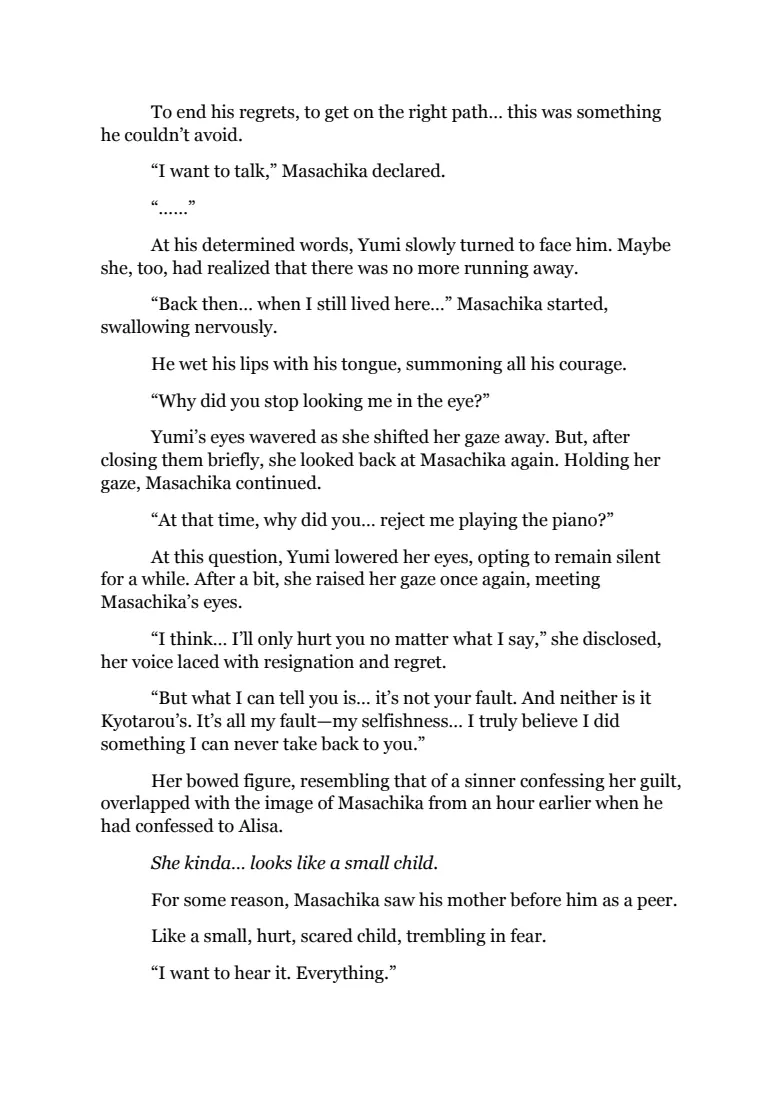 To end his regrets, to get on the right path… this was something
he couldn’t avoid.
“I want to talk,” Masachika declared.
“……”
At his determined words, Yumi slowly turned to face him. Maybe
she, too, had realized that there was no more running away.
“Back then… when I still lived here…” Masachika started,
swallowing nervously.
He wet his lips with his tongue, summoning all his courage.
“Why did you stop looking me in the eye?”
Yumi’s eyes wavered as she shifted her gaze away. But, after
closing them briefly, she looked back at Masachika again. Holding her
gaze, Masachika continued.
“At that time, why did you… reject me playing the piano?”
At this question, Yumi lowered her eyes, opting to remain silent
for a while. After a bit, she raised her gaze once again, meeting
Masachika’s eyes.
“I think… I’ll only hurt you no matter what I say,” she disclosed,
her voice laced with resignation and regret.
“But what I can tell you is… it’s not your fault. And neither is it
Kyotarou’s. It’s all my fault—my selfishness… I truly believe I did
something I can never take back to you.”
Her bowed figure, resembling that of a sinner confessing her guilt,
overlapped with the image of Masachika from an hour earlier when he
had confessed to Alisa.
She kinda… looks like a small child.
For some reason, Masachika saw his mother before him as a peer.
Like a small, hurt, scared child, trembling in fear.
“I want to hear it. Everything.”